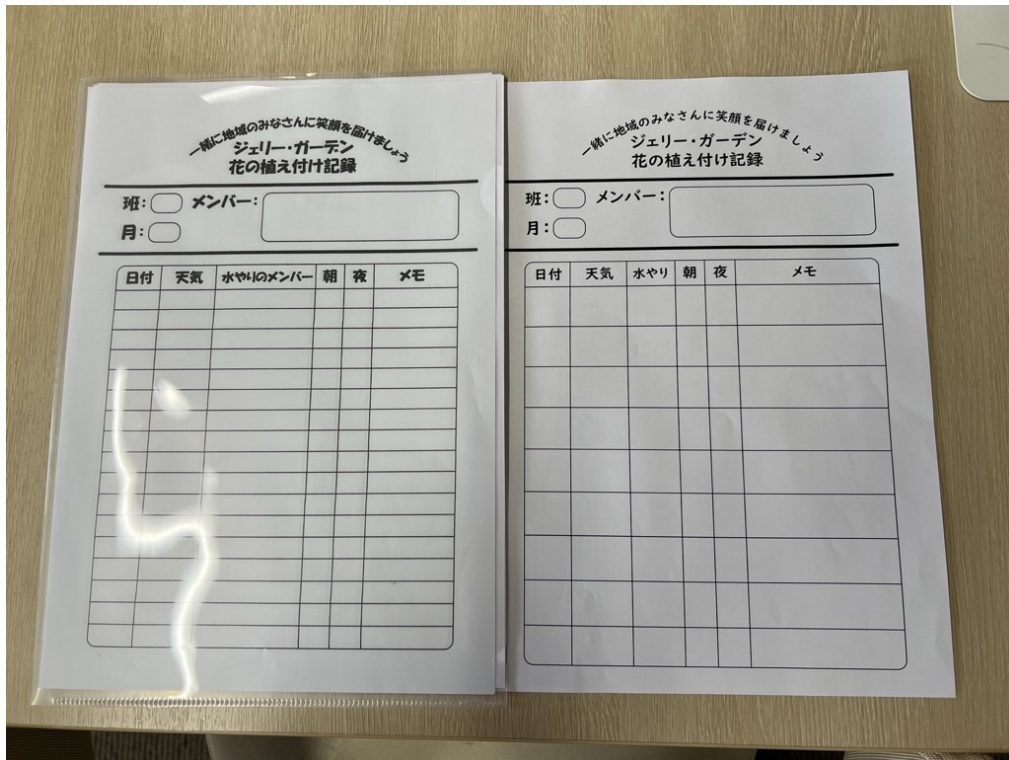 一緒に地域のみなさんに笑顔を届けましょう
ジェリー・ガーデン
花の植え付け記録
班: メンバー:
月:
日付 天気 水やりのメンバー 朝 夜 メモ
一緒に地域のみなさんに笑顔を届けましょう
ジェリー・ガーデン
花の植え付け記録
班: メンバー:
月:
日付 天気 水やり 朝 夜 メモ